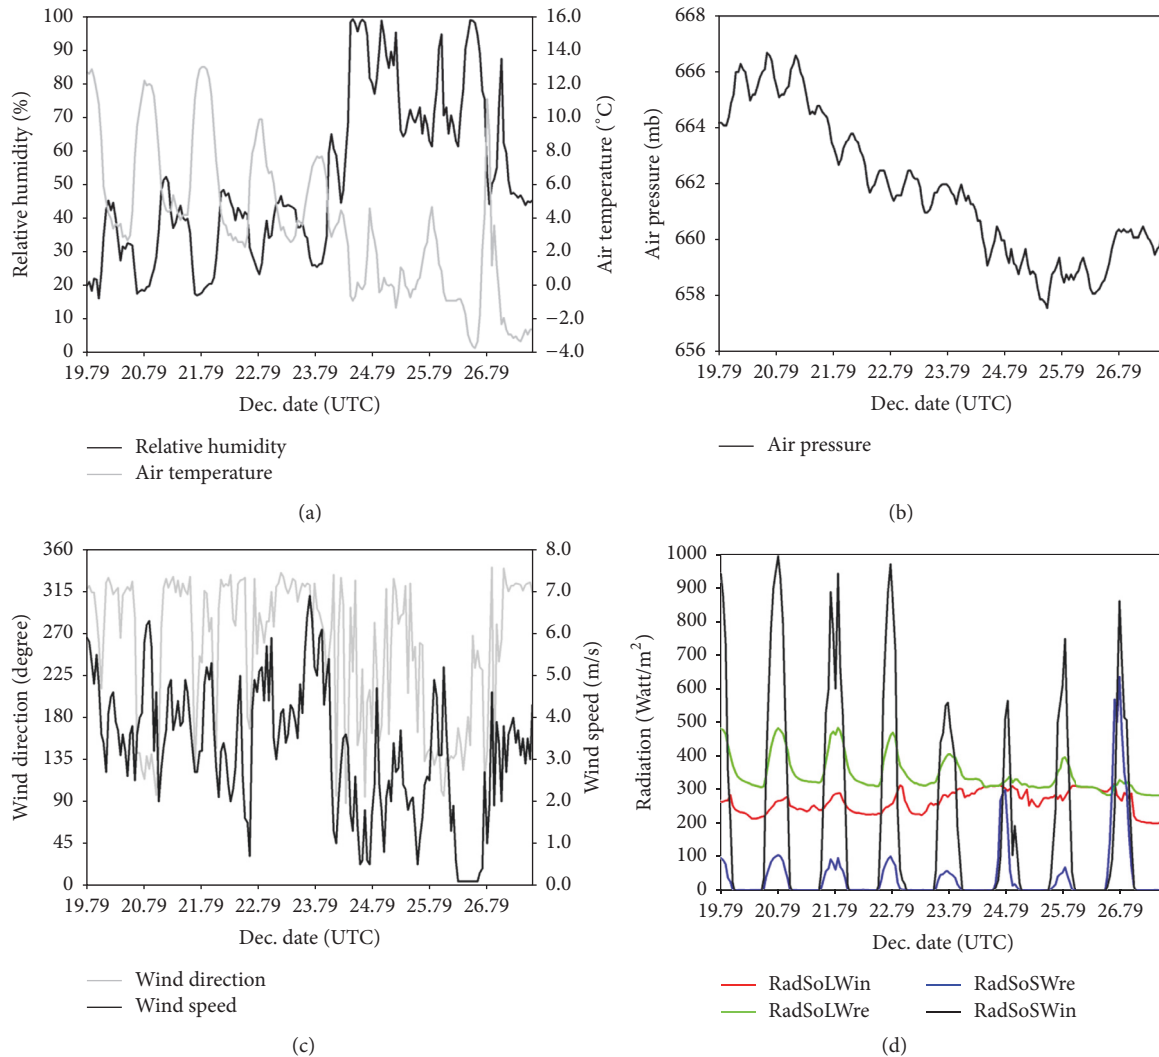 100
90
80
70
60
50
40
30
20
10
0
Relative humidity (%)
16.0
14.0
12.0
10.0
8.0
6.0
4.0
2.0
0.0
−2.0
−4.0
Air temperature (˚C)
19.79 20.79 21.79 22.79 23.79 24.79 25.79 26.79
Dec. date (UTC)
Relative humidity
Air temperature
(a)
668
666
664
662
660
658
656
Air pressure (mb)
19.79 20.79 21.79 22.79 23.79 24.79 25.79 26.79
Dec. date (UTC)
Air pressure
(b)
360
315
270
225
180
135
90
45
0
Wind direction (degree)
8.0
7.0
6.0
5.0
4.0
3.0
2.0
1.0
0.0
Wind speed (m/s)
19.79 20.79 21.79 22.79 23.79 24.79 25.79 26.79
Dec. date (UTC)
Wind direction
Wind speed
(c)
1000
900
800
700
600
500
400
300
200
100
0
Radiation (Watt/m²)
19.79 20.79 21.79 22.79 23.79 24.79 25.79 26.79
Dec. date (UTC)
RadSoLWin
RadSoLWre
RadSoSWre
RadSoSWin
(d)